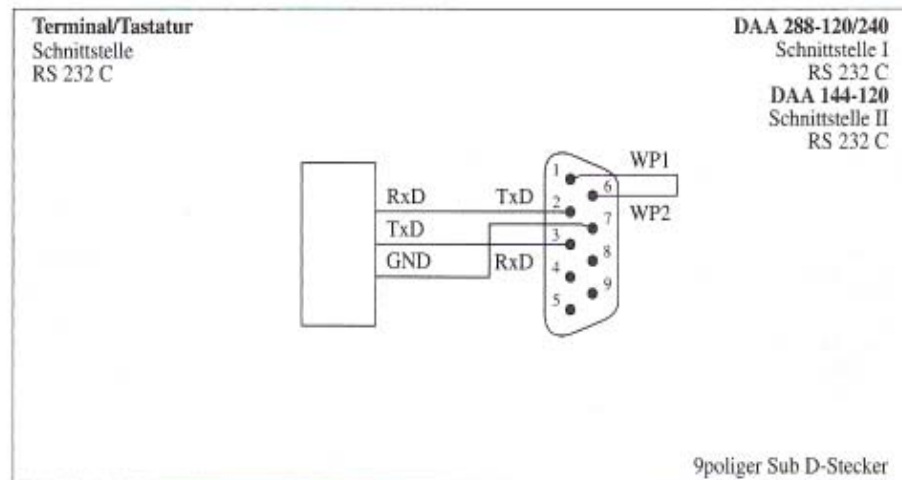 Terminal/Tastatur
Schnittstelle
RS 232 C
DAA 288-120/240
Schnittstelle I
RS 232 C
DAA 144-120
Schnittstelle II
RS 232 C
RxD
TxD
GND
TxD
RxD
1
2
3
4
5
6
7
8
9
WP1
WP2
9poliger Sub D-Stecker